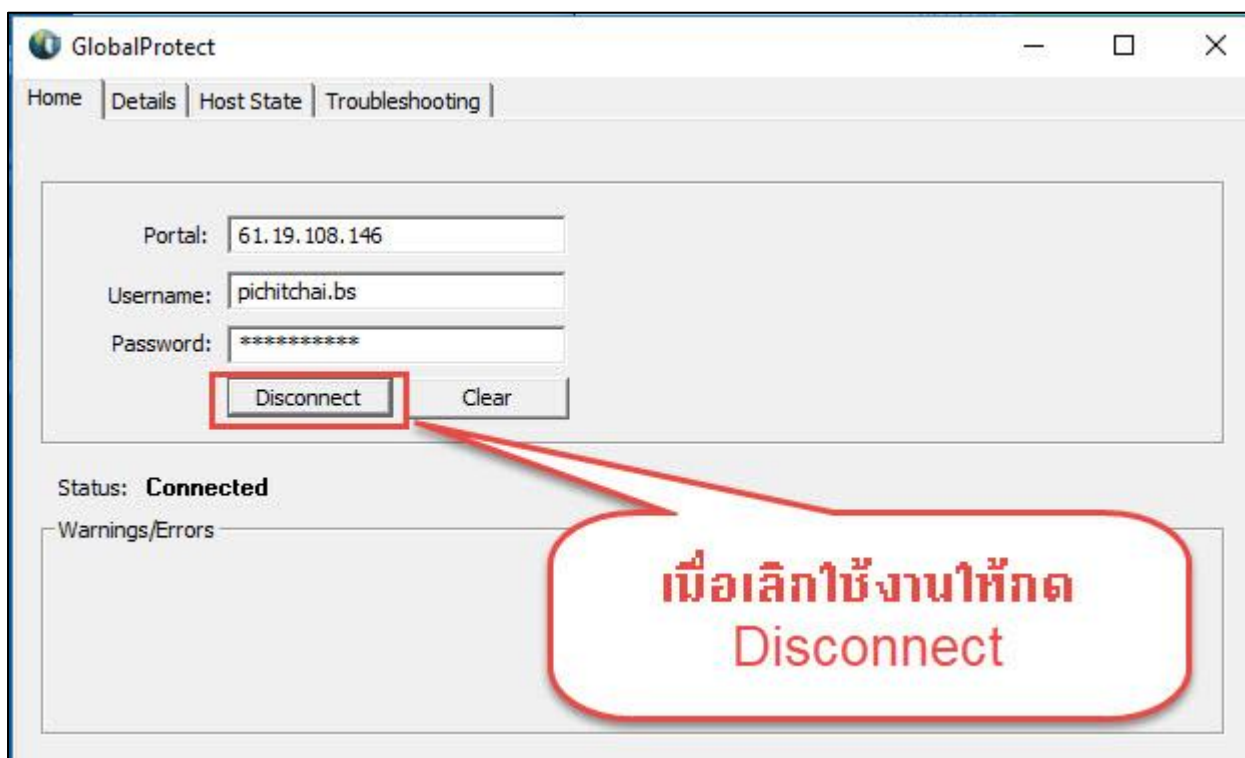 GlobalProtect
Home Details Host State Troubleshooting
Portal: 61.19.108.146
Username: pichitchai.bs
Password: **********
Disconnect Clear
Status: Connected
Warnings/Errors
เมื่อเลิกใช้งานให้กด
Disconnect